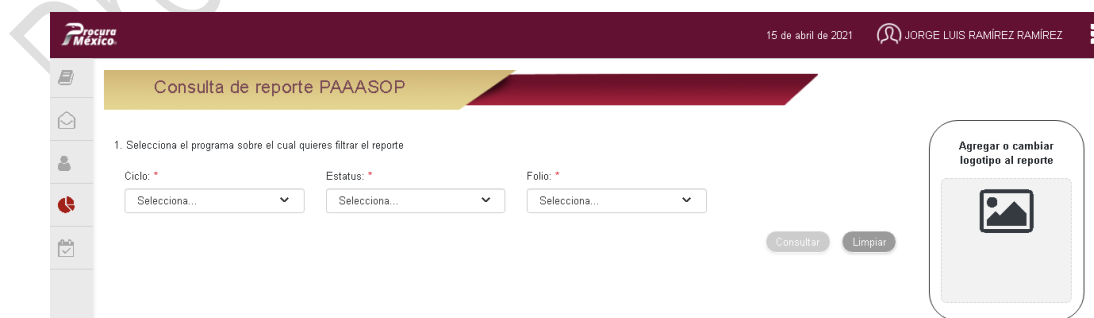 Procura
México.
15 de abril de 2021
JORGE LUIS RAMÍREZ RAMÍREZ
Consulta de reporte PAAASOP
1. Selecciona el programa sobre el cual quieres filtrar el reporte
Ciclo: *
Estatus: *
Folio: *
Selecciona...
Selecciona...
Selecciona...
Consultar
Limpiar
Agregar o cambiar
logotipo al reporte